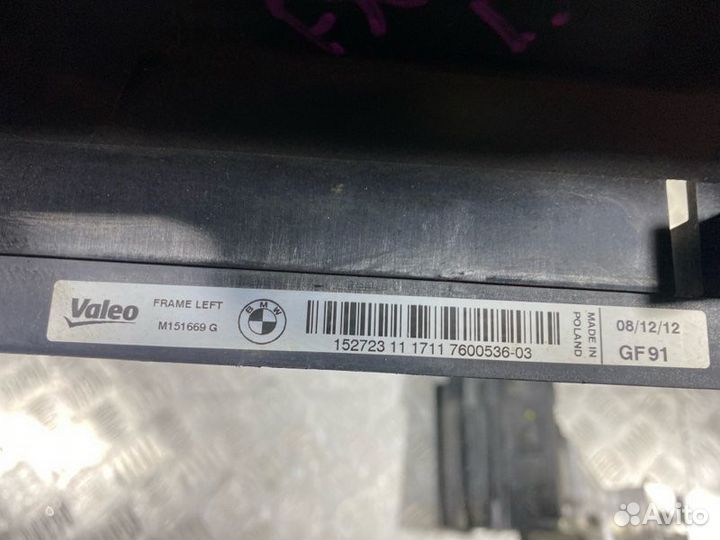 Valeo
FRAME LEFT
M151669 G
BMW
152723 11 1711 7600536-03
MADE IN
POLAND
08/12/12
GF91
Avito